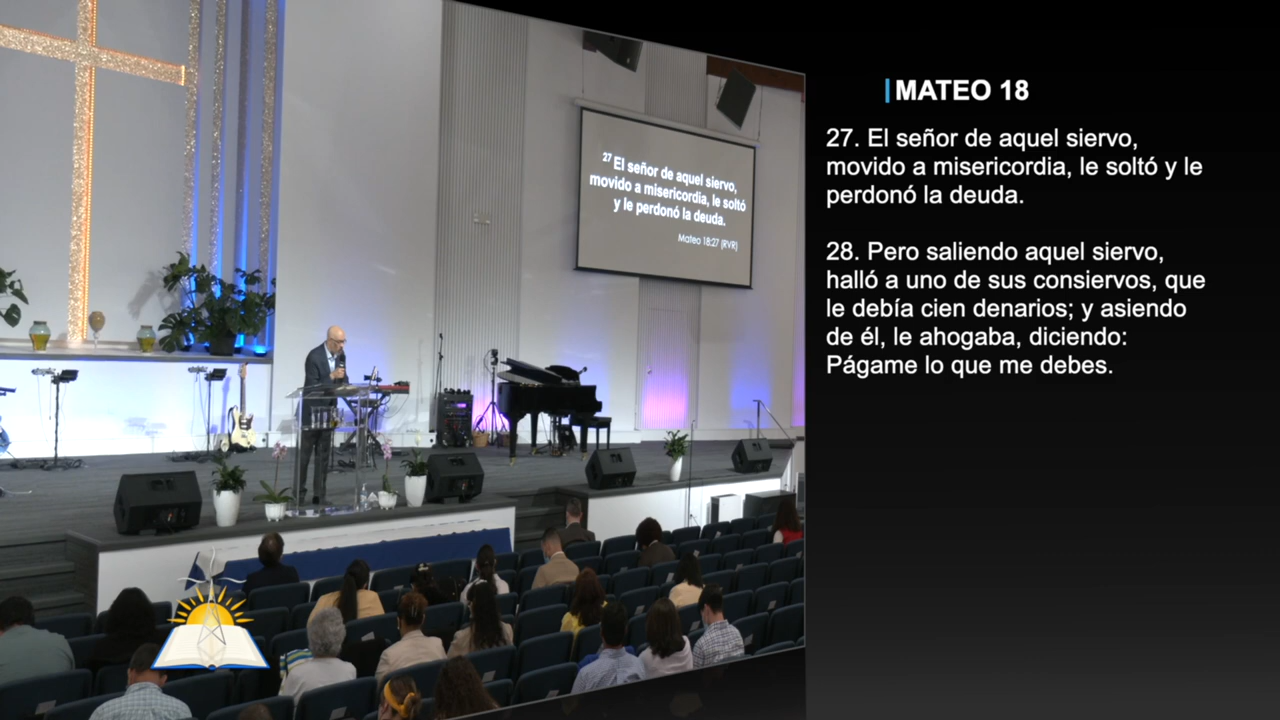 27 El señor de aquel siervo,
movido a misericordia, le soltó
y le perdonó la deuda.
Mateo 18:27 (RVR)
MATEO 18
27. El señor de aquel siervo,
movido a misericordia, le soltó y le
perdonó la deuda.
28. Pero saliendo aquel siervo,
halló a uno de sus consiervos, que
le debía cien denarios; y asiendo
de él, le ahogaba, diciendo:
Págame lo que me debes.